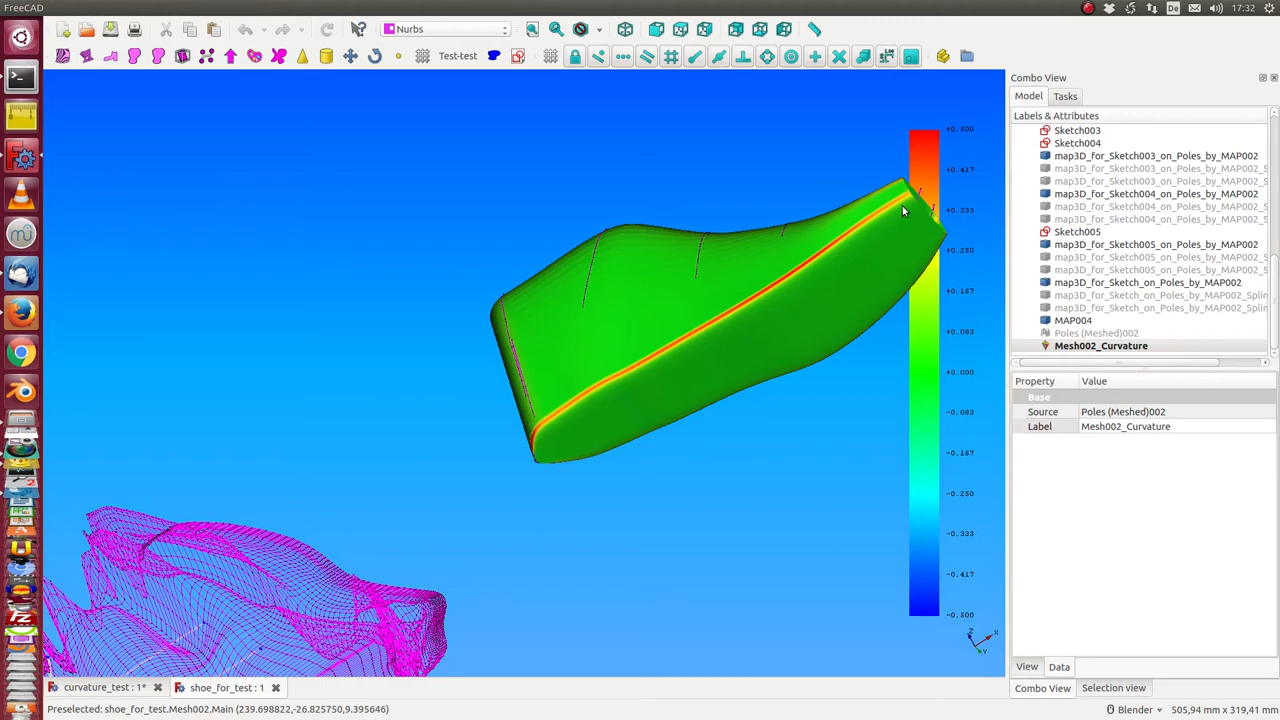 FreeCAD
De
17:32
Nurbs
Test-test
Combo View
Model
Tasks
Labels & Attributes
Sketch003
Sketch004
map3D_for_Sketch003_on_Poles_by_MAP002
map3D_for_Sketch003_on_Poles_by_MAP002_S
map3D_for_Sketch003_on_Poles_by_MAP002_S
map3D_for_Sketch004_on_Poles_by_MAP002
map3D_for_Sketch004_on_Poles_by_MAP002_S
map3D_for_Sketch004_on_Poles_by_MAP002_S
Sketch005
map3D_for_Sketch005_on_Poles_by_MAP002
map3D_for_Sketch005_on_Poles_by_MAP002_S
map3D_for_Sketch005_on_Poles_by_MAP002_S
map3D_for_Sketch_on_Poles_by_MAP002
map3D_for_Sketch_on_Poles_by_MAP002_Splin
map3D_for_Sketch_on_Poles_by_MAP002_Splin
MAP004
Poles (Meshed)002
Mesh002_Curvature
Property
Value
Base
Source
Poles (Meshed)002
Label
Mesh002_Curvature
+0.500
+0.417
+0.333
+0.250
+0.167
+0.083
+0.000
-0.083
-0.167
-0.250
-0.333
-0.417
-0.500
Z
X
Y
View
Data
curvature_test : 1*
shoe_for_test : 1
Combo View
Selection view
Preselected: shoe_for_test.Mesh002.Main (239.698822,-26.825750,9.395646)
Blender
505,94 mm x 319,41 mm